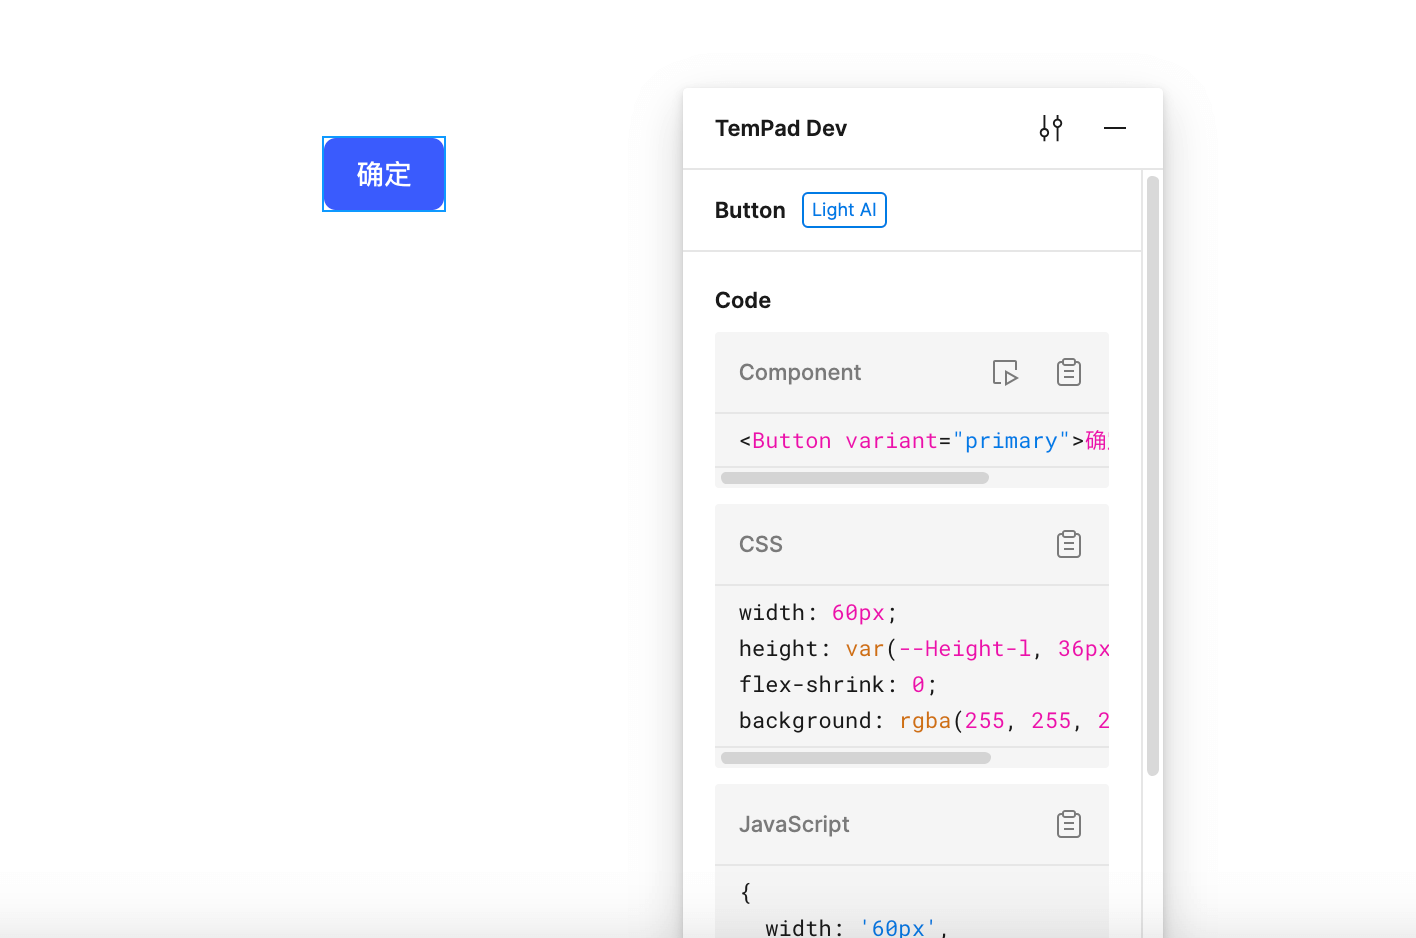 确定
TemPad Dev
Button Light AI
Code
Component
<Button variant="primary">确
CSS
width: 60px;
height: var(--Height-l, 36px
flex-shrink: 0;
background: rgba(255, 255, 2
JavaScript
{
width: '60px',